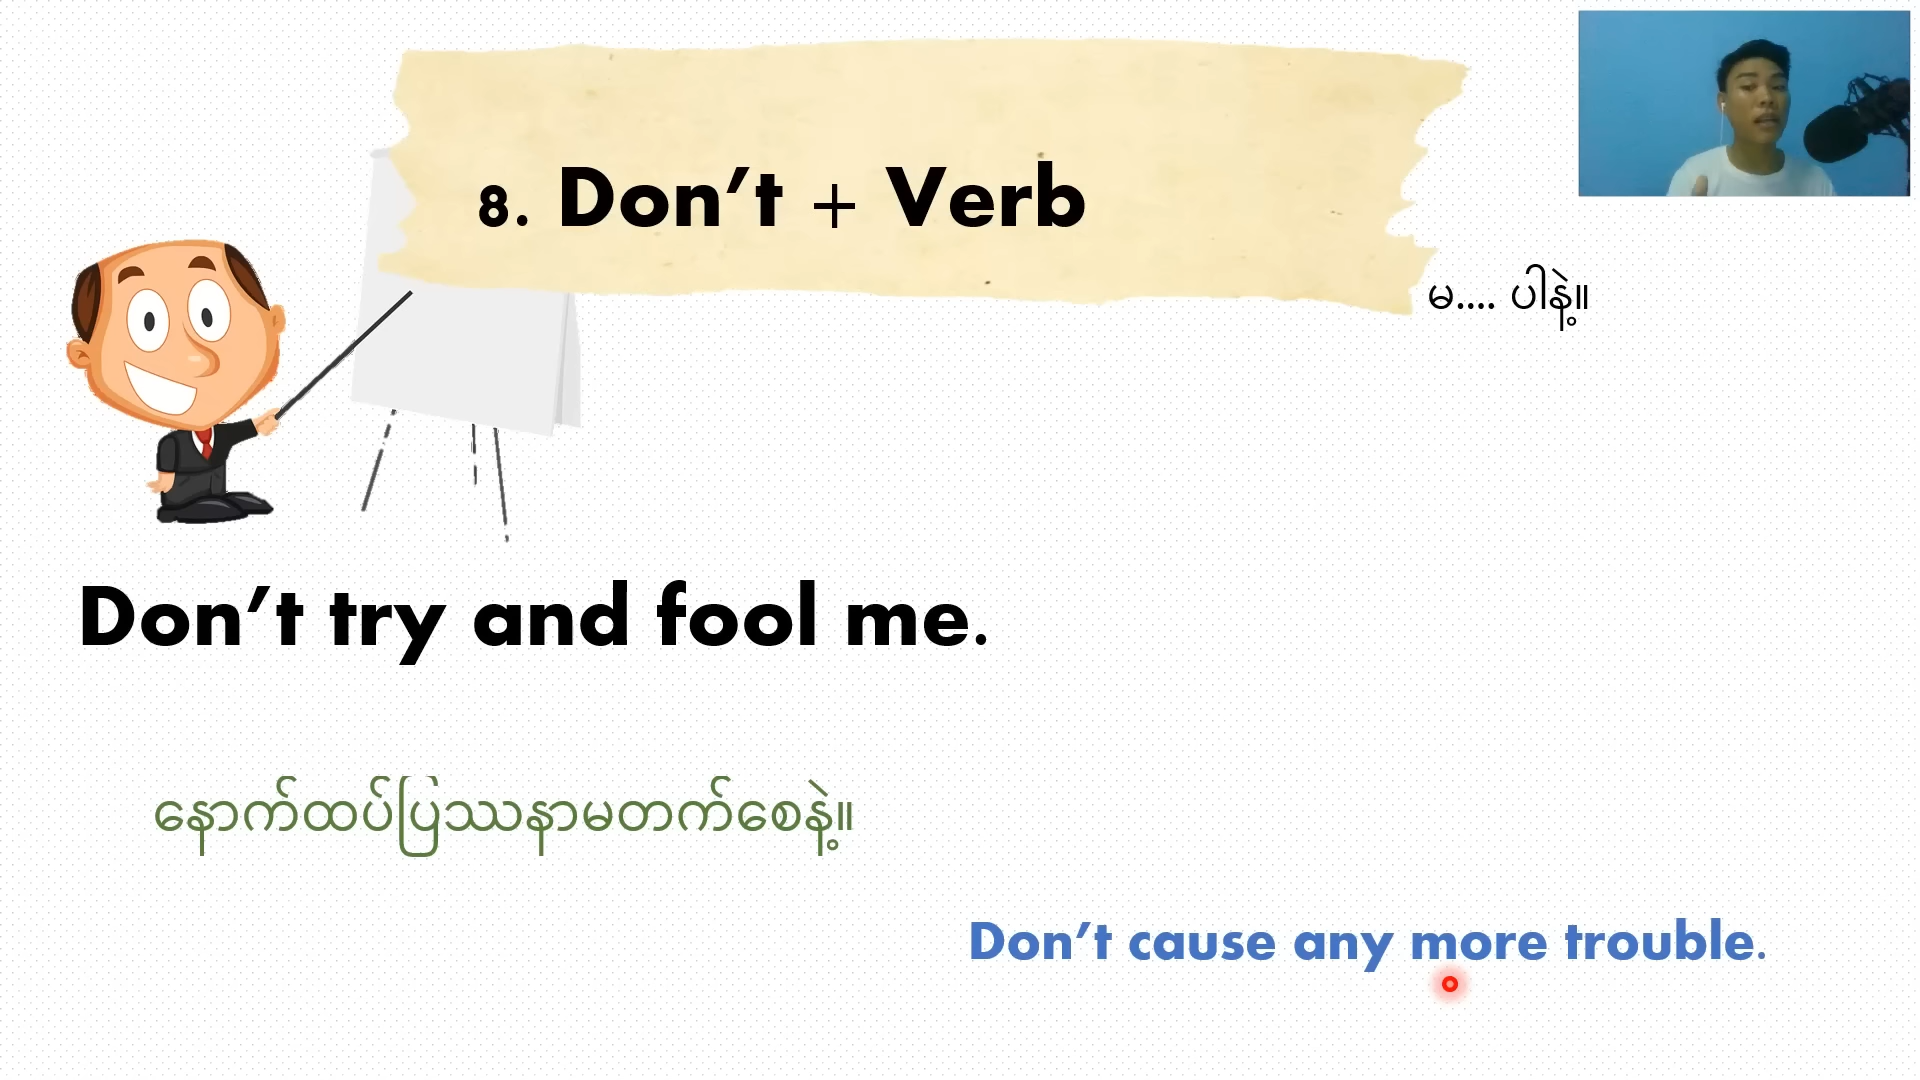 8. Don’t + Verb
မ.... ပါနဲ့။
Don’t try and fool me.
နောက်ထပ်ပြဿနာမတက်စေနဲ့။
Don’t cause any more trouble.